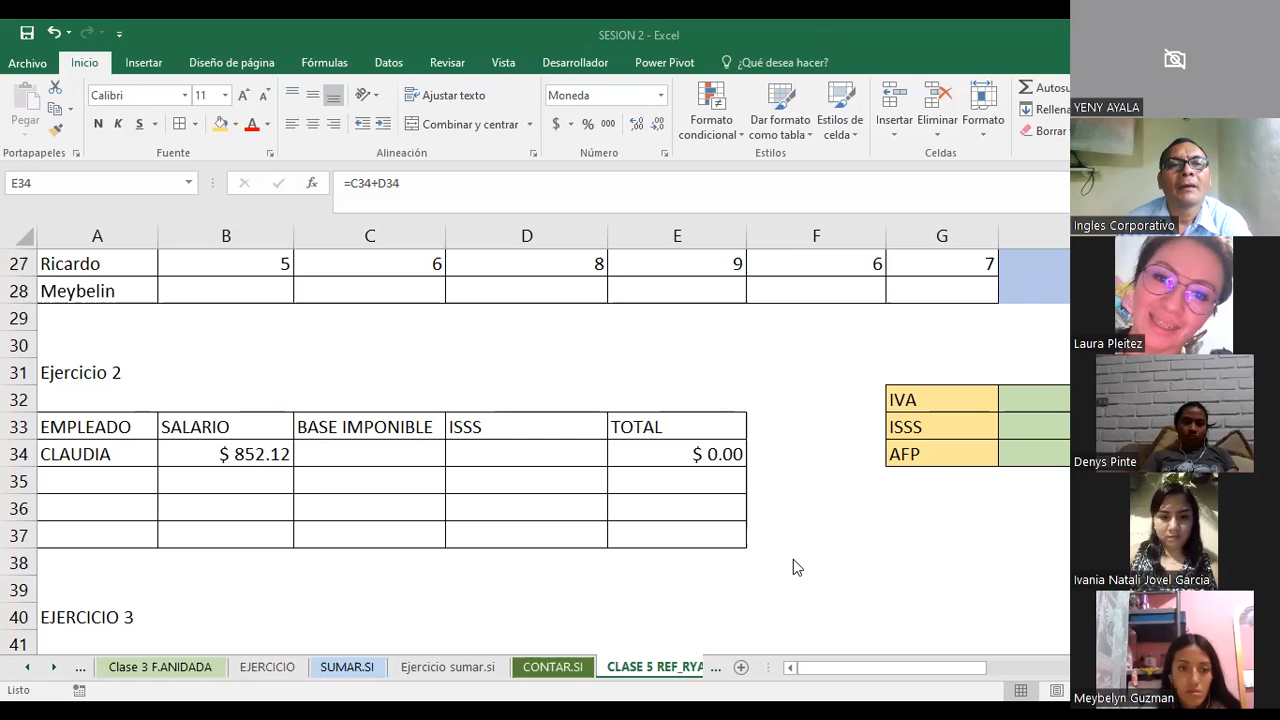 SESION 2 - Excel
Archivo Inicio Insertar Diseño de página Fórmulas Datos Revisar Vista Desarrollador Power Pivot ¿Qué desea hacer?
Pegar
Calibri 11
N K S
Ajustar texto
Combinar y centrar
Moneda
$ % 000
Formato condicional
Dar formato como tabla
Estilos de celda
Insertar Eliminar Formato
Autosu
Rellena
Borrar
Portapapeles Fuente Alineación Número Estilos Celdas
E34 fx =C34+D34
A B C D E F G
27 Ricardo 5 6 8 9 6 7
28 Meybelin
29
30
31 Ejercicio 2
32 IVA
33 EMPLEADO SALARIO BASE IMPONIBLE ISSS TOTAL ISSS
34 CLAUDIA $ 852.12 $ 0.00 AFP
35
36
37
38
39
40 EJERCICIO 3
41
... Clase 3 F.ANIDADA EJERCICIO SUMAR.SI Ejercicio sumar.si CONTAR.SI CLASE 5 REF_RYA ...
Listo
YENY AYALA
Ingles Corporativo
Laura Pleitez
Denys Pinte
Ivania Natali Jovel Garcia
Meybelyn Guzman